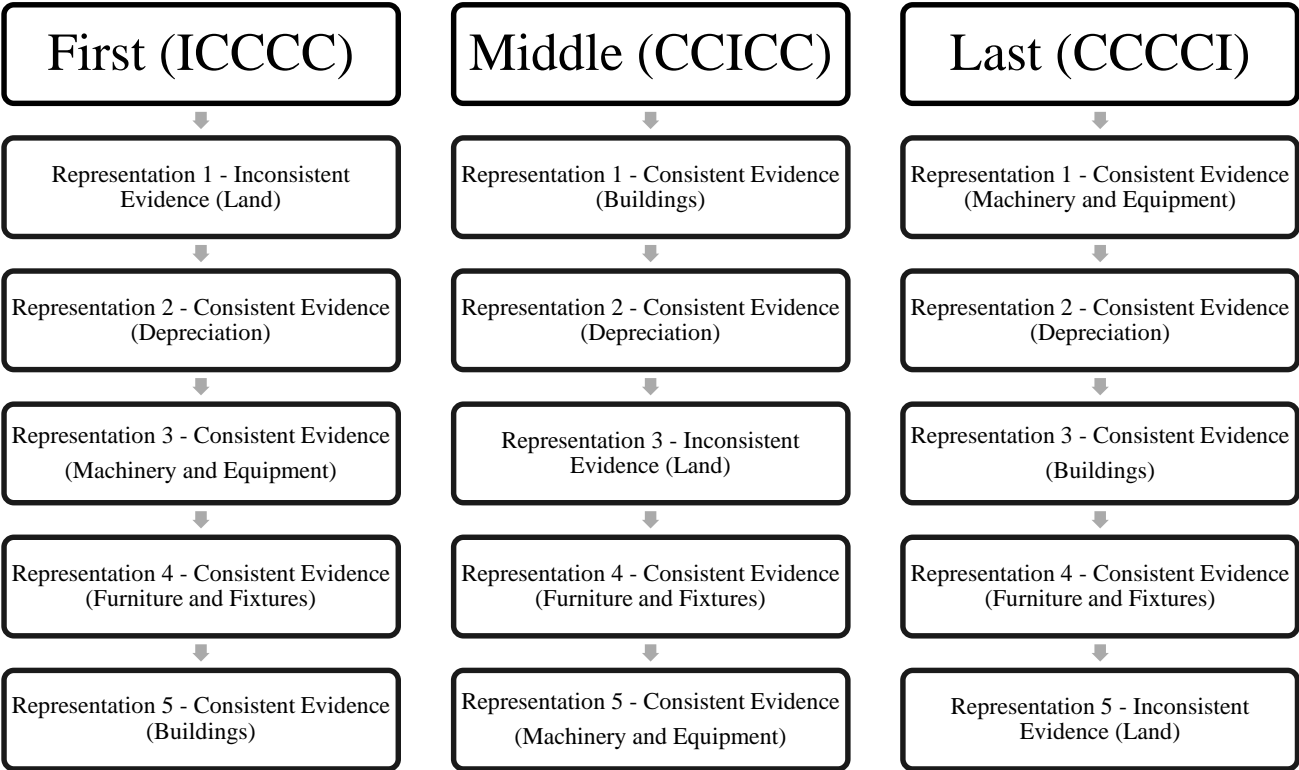 First (ICCCC)
Representation 1 - Inconsistent
Evidence (Land)
Representation 2 - Consistent Evidence
(Depreciation)
Representation 3 - Consistent Evidence
(Machinery and Equipment)
Representation 4 - Consistent Evidence
(Furniture and Fixtures)
Representation 5 - Consistent Evidence
(Buildings)
Middle (CCICC)
Representation 1 - Consistent Evidence
(Buildings)
Representation 2 - Consistent Evidence
(Depreciation)
Representation 3 - Inconsistent
Evidence (Land)
Representation 4 - Consistent Evidence
(Furniture and Fixtures)
Representation 5 - Consistent Evidence
(Machinery and Equipment)
Last (CCCCI)
Representation 1 - Consistent Evidence
(Machinery and Equipment)
Representation 2 - Consistent Evidence
(Depreciation)
Representation 3 - Consistent Evidence
(Buildings)
Representation 4 - Consistent Evidence
(Furniture and Fixtures)
Representation 5 - Inconsistent
Evidence (Land)